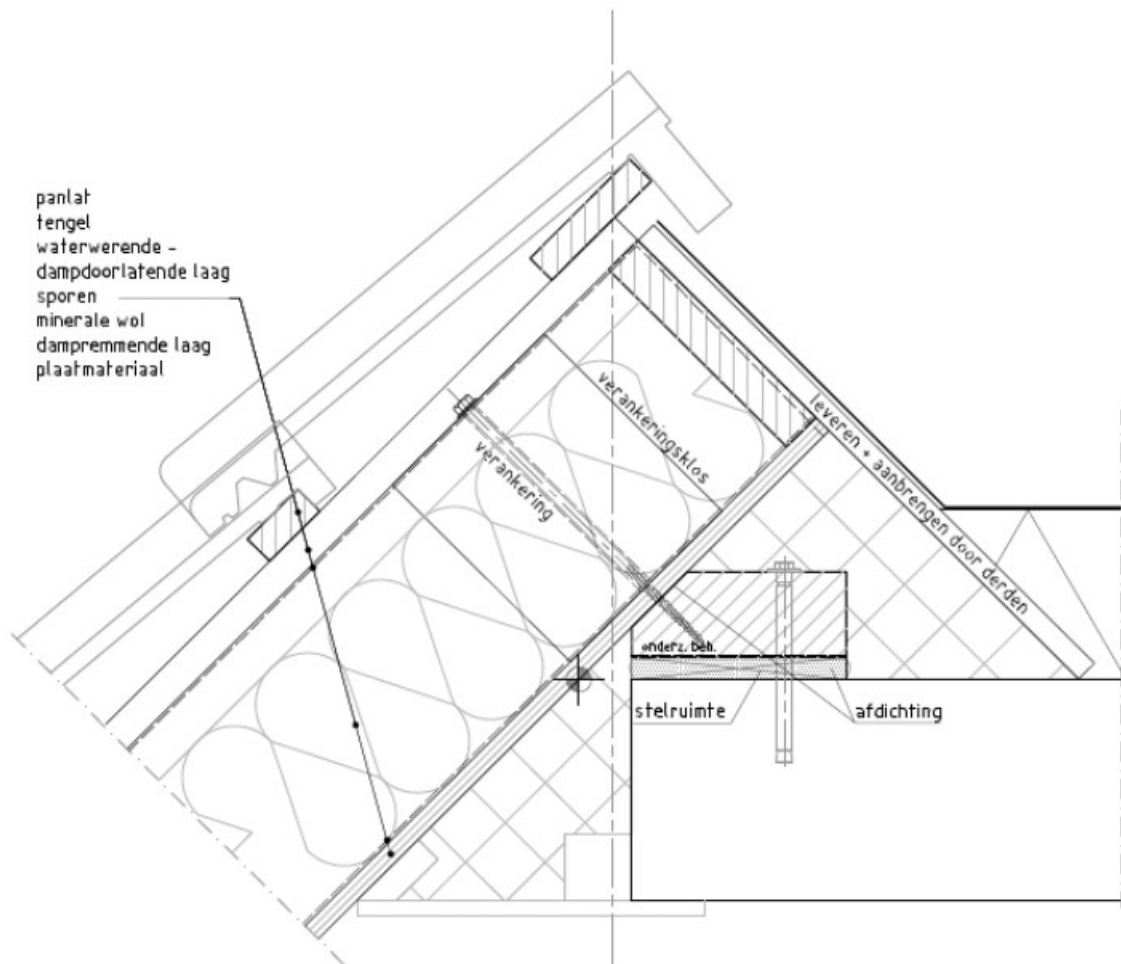 panlat
tengel
waterwerende -
dampdoorlatende laag
sporen
minerale wol
dampremmende laag
plaatmateriaal
verankeringsklos
verankering
leveren + aanbrengen door derden
onderz. beh.
stelruimte
afdichting